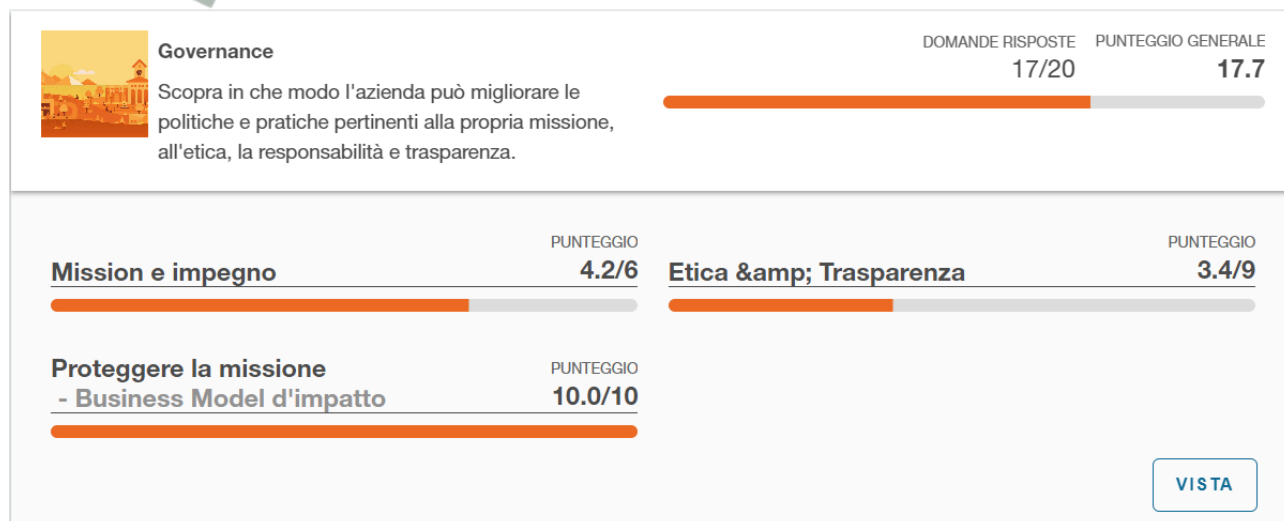 Governance
Scopra in che modo l'azienda può migliorare le
politiche e pratiche pertinenti alla propria missione,
all'etica, la responsabilità e trasparenza.
DOMANDE RISPOSTE
17/20
PUNTEGGIO GENERALE
17.7
Mission e impegno
PUNTEGGIO
4.2/6
Etica &amp; Trasparenza
PUNTEGGIO
3.4/9
Proteggere la missione
- Business Model d'impatto
PUNTEGGIO
10.0/10
VISTA